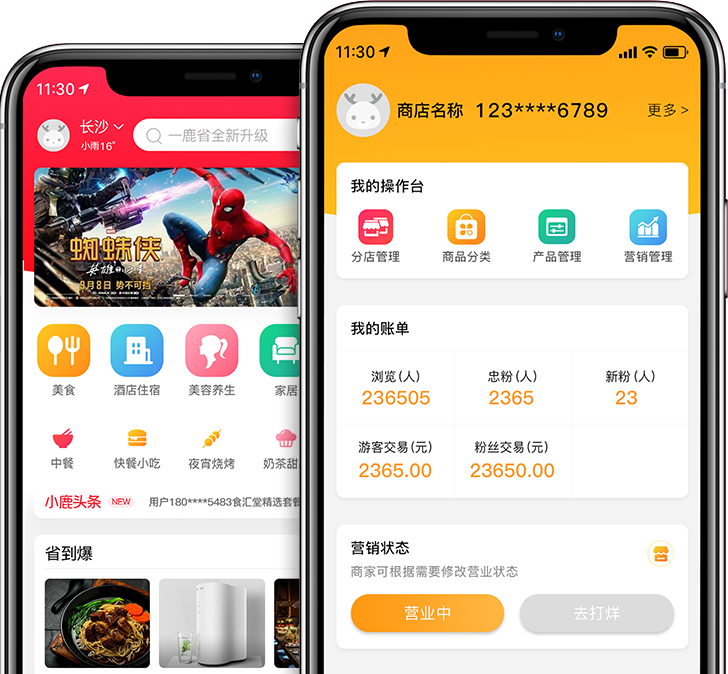 11:30
长沙
小雨16°
一鹿省全新升级
蜘蛛侠
英雄归来
9月8日 势不可挡
美食
酒店住宿
美容养生
家居
中餐
快餐小吃
夜宵烧烤
奶茶甜
小鹿头条
NEW
用户180****5483食汇堂精选套餐
省到爆
11:30
商店名称 123****6789
更多 >
我的操作台
分店管理
商品分类
产品管理
营销管理
我的账单
浏览(人)
忠粉(人)
新粉(人)
236505
2365
23
游客交易(元)
粉丝交易(元)
2365.00
23650.00
营销状态
商家可根据需要修改营业状态
营业中
去打烊